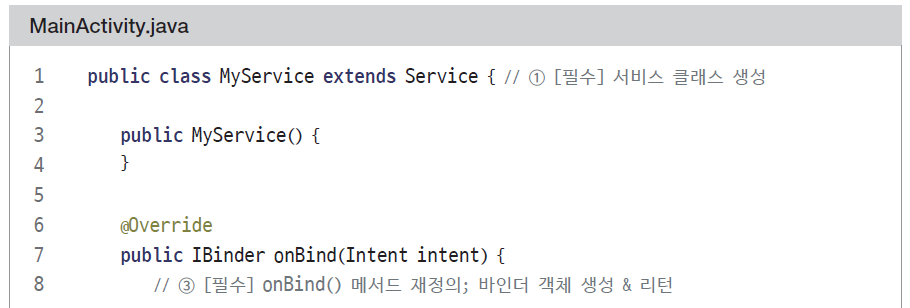 MainActivity.java
1 public class MyService extends Service { // ① [필수] 서비스 클래스 생성
2
3 public MyService() {
4 }
5
6 @Override
7 public IBinder onBind(Intent intent) {
8 // ③ [필수] onBind() 메서드 재정의; 바인더 객체 생성 & 리턴